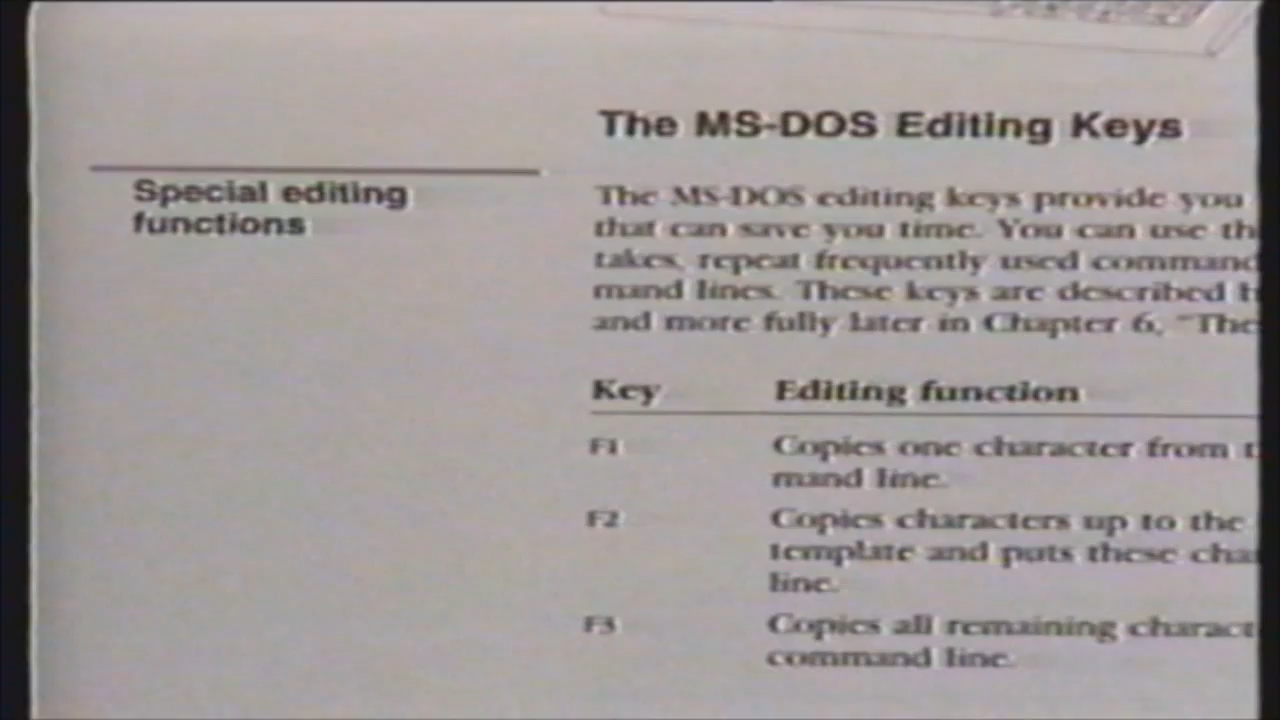 The MS-DOS Editing Keys
Special editing
functions
The MS-DOS editing keys provide you
that can save you time. You can use th
takes, repeat frequently used command
mand lines. These keys are described b
and more fully later in Chapter 6, "The
Key Editing function
F1 Copies one character from t
mand line.
F2 Copies characters up to the
template and puts these cha
line.
F3 Copies all remaining charact
command line.